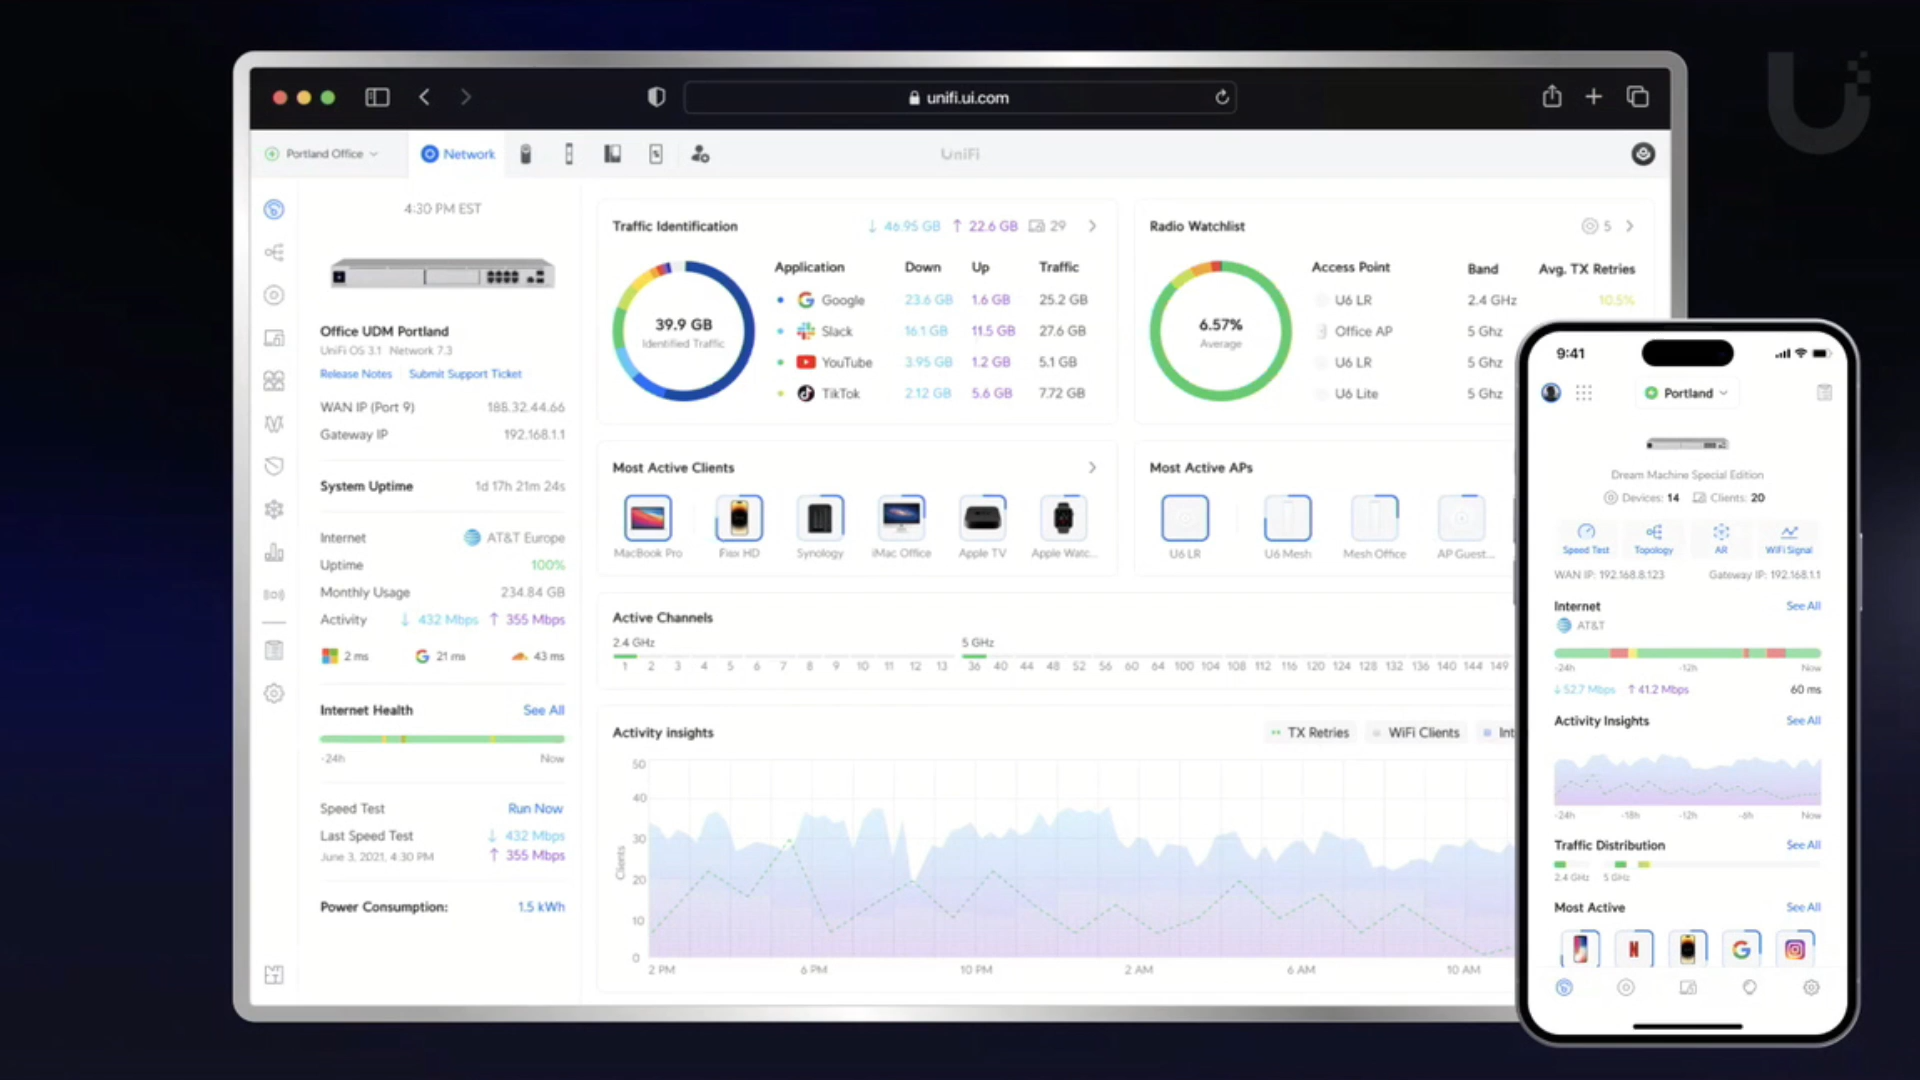 unifi.ui.com
Portland Office
Network
UniFi
4:30 PM EST
Office UDM Portland
UniFi OS 3.1 Network 7.3
Release Notes Submit Support Ticket
WAN IP (Port 9) 185.32.44.66
Gateway IP 192.168.1.1
System Uptime 1d 17h 21m 24s
Internet AT&T Europe
Uptime 100%
Monthly Usage 234.84 GB
Activity ↓ 432 Mbps ↑ 355 Mbps
2 ms 21 ms 43 ms
Internet Health See All
-24h Now
Speed Test Run Now
Last Speed Test ↓ 432 Mbps
June 3, 2021, 4:30 PM ↑ 355 Mbps
Power Consumption: 1.5 kWh
Traffic Identification ↓ 46.95 GB ↑ 22.6 GB 29
39.9 GB
Identified Traffic
Application Down Up Traffic
Google 23.6 GB 1.6 GB 25.2 GB
Slack 16.1 GB 11.5 GB 27.6 GB
YouTube 3.95 GB 1.2 GB 5.1 GB
TikTok 2.12 GB 5.6 GB 7.72 GB
Radio Watchlist 5
6.57%
Average
Access Point Band Avg. TX Retries
U6 LR 2.4 GHz 10.5%
Office AP 5 Ghz
U6 LR 5 Ghz
U6 Lite 5 Ghz
Most Active Clients
MacBook Pro
Fisx HD
Synology
iMac Office
Apple TV
Apple Watc...
Most Active APs
U6 LR
U6 Mesh
Mesh Office
AP Guest...
Active Channels
2.4 GHz 5 GHz
1 2 3 4 5 6 7 8 9 10 11 12 13 36 40 44 48 52 56 60 64 100 104 108 112 116 120 124 128 132 136 140 144 149
Activity insights
TX Retries WiFi Clients Int
Clients
50
40
30
20
10
0
2 PM 6 PM 10 PM 2 AM 6 AM 10 AM
9:41
Portland
Dream Machine Special Edition
Devices: 14 Clients: 20
Speed Test Topology AR WiFi Signal
WAN IP: 192.168.8.123 Gateway IP: 192.168.1.1
Internet See All
AT&T
-24h -12h Now
↓52.7 Mbps ↑41.2 Mbps 60 ms
Activity Insights See All
-24h -18h -12h -6h Now
Traffic Distribution See All
2.4 GHz 5 GHz
Most Active See All